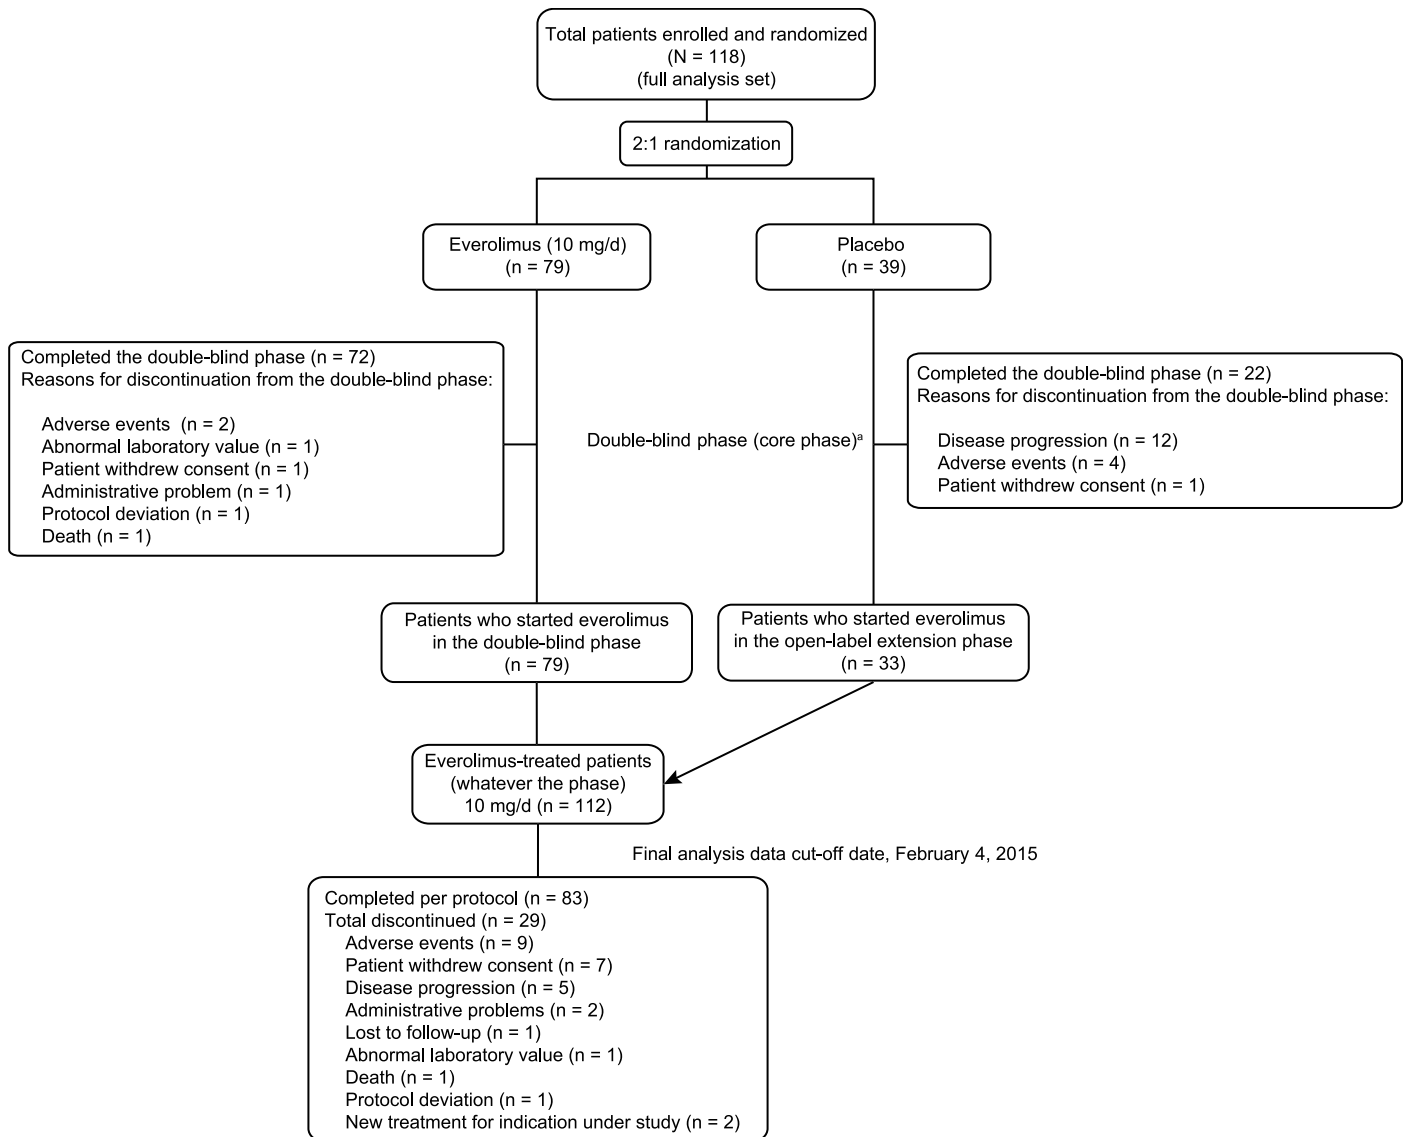 Total patients enrolled and randomized
(N = 118)
(full analysis set)
2:1 randomization
Everolimus (10 mg/d)
(n = 79)
Placebo
(n = 39)
Completed the double-blind phase (n = 72)
Reasons for discontinuation from the double-blind phase:
Adverse events (n = 2)
Abnormal laboratory value (n = 1)
Patient withdrew consent (n = 1)
Administrative problem (n = 1)
Protocol deviation (n = 1)
Death (n = 1)
Double-blind phase (core phase)ᵃ
Completed the double-blind phase (n = 22)
Reasons for discontinuation from the double-blind phase:
Disease progression (n = 12)
Adverse events (n = 4)
Patient withdrew consent (n = 1)
Patients who started everolimus
in the double-blind phase
(n = 79)
Patients who started everolimus
in the open-label extension phase
(n = 33)
Everolimus-treated patients
(whatever the phase)
10 mg/d (n = 112)
Final analysis data cut-off date, February 4, 2015
Completed per protocol (n = 83)
Total discontinued (n = 29)
Adverse events (n = 9)
Patient withdrew consent (n = 7)
Disease progression (n = 5)
Administrative problems (n = 2)
Lost to follow-up (n = 1)
Abnormal laboratory value (n = 1)
Death (n = 1)
Protocol deviation (n = 1)
New treatment for indication under study (n = 2)